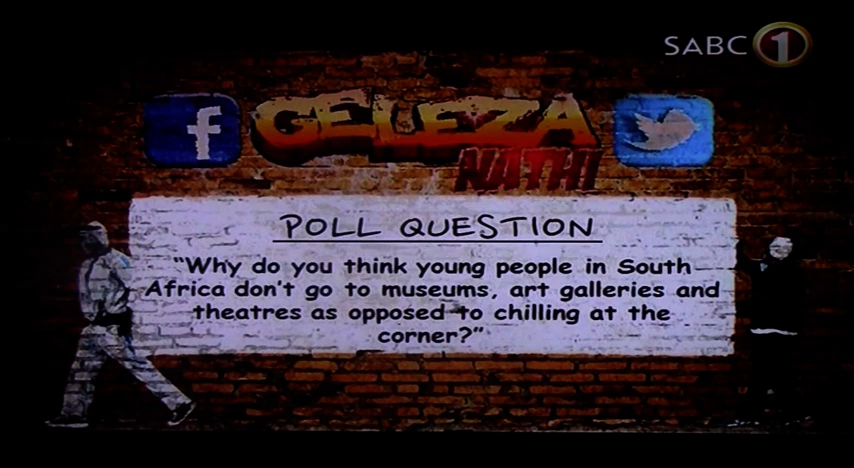 SABC 1
f
GELEZA
NATHI
POLL QUESTION
“Why do you think young people in South
Africa don't go to museums, art galleries and
theatres as opposed to chilling at the
corner?”